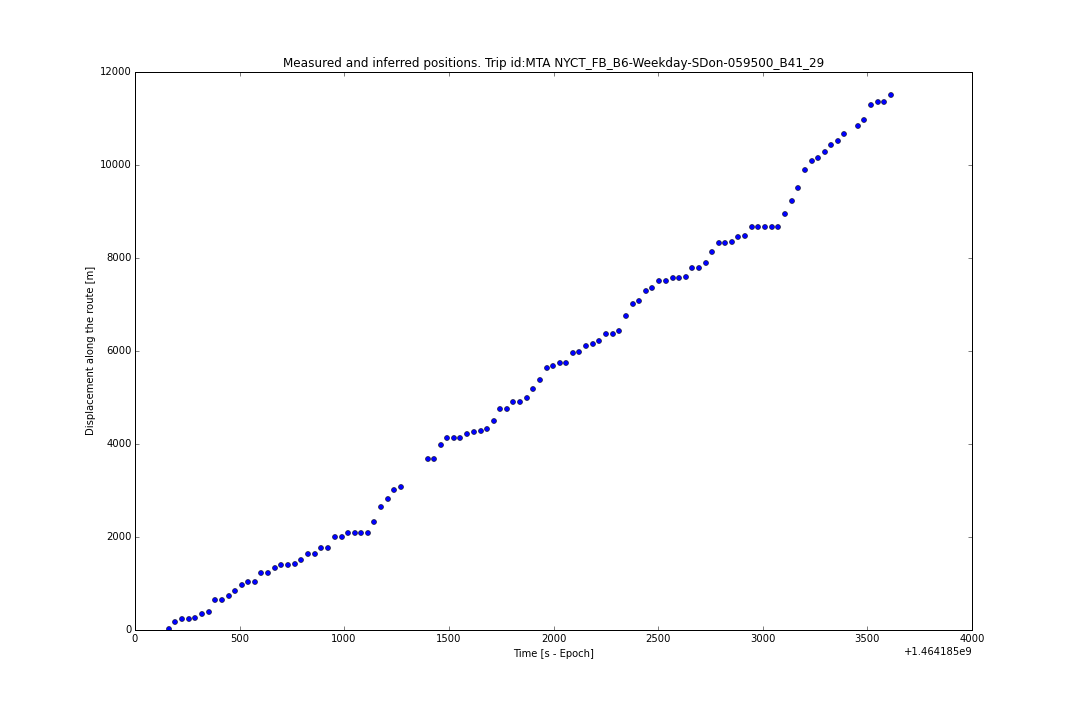 Measured and inferred positions. Trip id:MTA NYCT_FB_B6-Weekday-SDon-059500_B41_29
12000
10000
8000
6000
4000
2000
0
Displacement along the route [m]
0 500 1000 1500 2000 2500 3000 3500 4000
Time [s - Epoch]
+1.464185e9